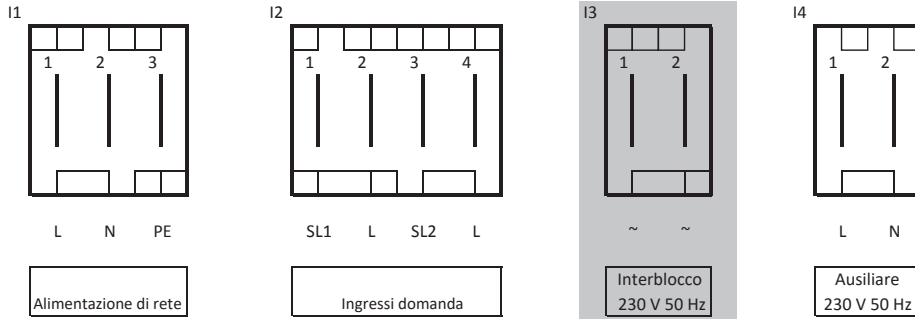 I1 I2 I3 I4
1 2 3 1 2 3 4 1 2 1 2
L N PE SL1 L SL2 L ~ ~ L N
Interblocco Ausiliare
Alimentazione di rete Ingressi domanda 230 V 50 Hz 230 V 50 Hz